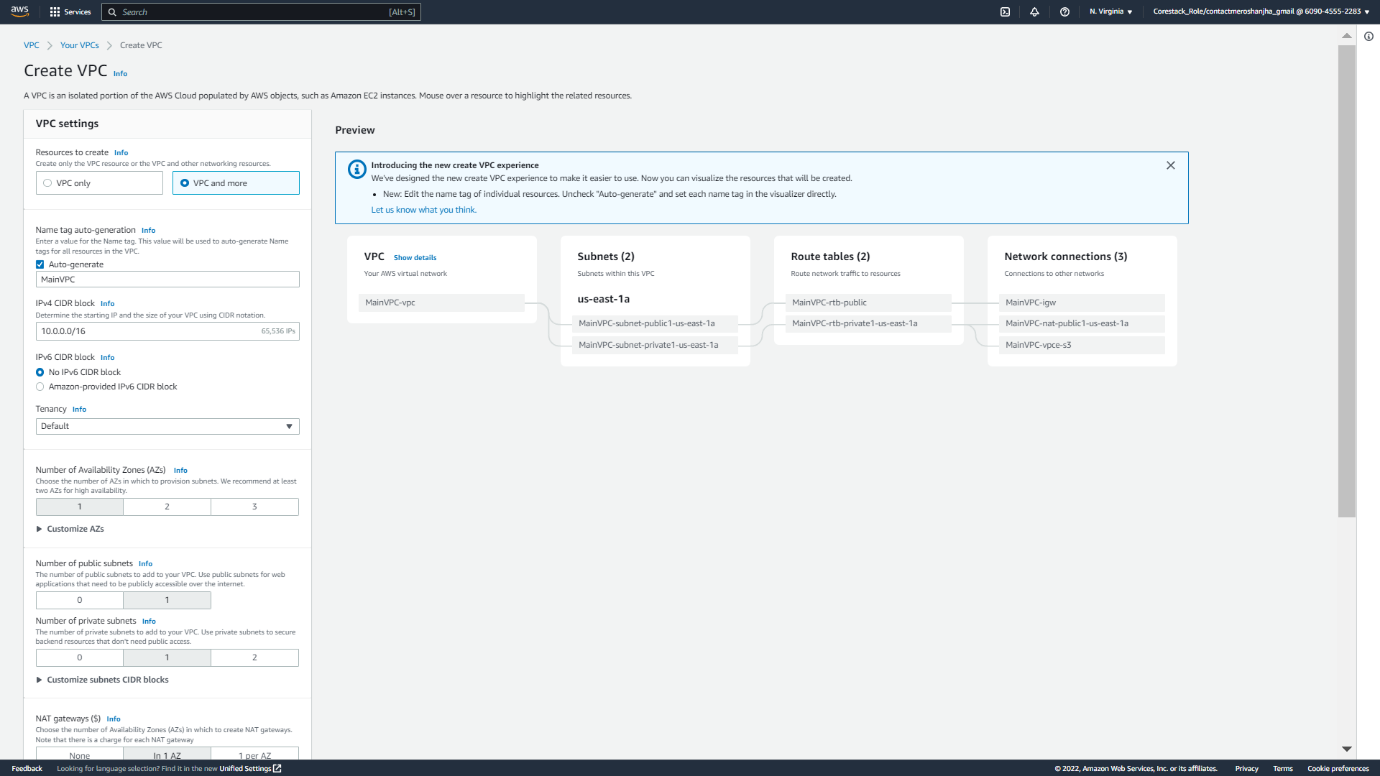 aws
Services
Search [Alt+S]
N. Virginia
Corestack_Role/contactmeroshanjha_gmail @ 6090-4555-2283
VPC
Your VPCs
Create VPC
Create VPC Info
A VPC is an isolated portion of the AWS Cloud populated by AWS objects, such as Amazon EC2 instances. Mouse over a resource to highlight the related resources.
VPC settings
Resources to create Info
Create only the VPC resource or the VPC and other networking resources.
VPC only
VPC and more
Name tag auto-generation Info
Enter a value for the Name tag. This value will be used to auto-generate Name
tags for all resources in the VPC.
Auto-generate
MainVPC
IPv4 CIDR block Info
Determine the starting IP and the size of your VPC using CIDR notation.
10.0.0.0/16 65,536 IPs
IPv6 CIDR block Info
No IPv6 CIDR block
Amazon-provided IPv6 CIDR block
Tenancy Info
Default
Number of Availability Zones (AZs) Info
Choose the number of AZs in which to provision subnets. We recommend at least
two AZs for high availability.
1 2 3
Customize AZs
Number of public subnets Info
The number of public subnets to add to your VPC. Use public subnets for web
applications that need to be publicly accessible over the internet.
0 1
Number of private subnets Info
The number of private subnets to add to your VPC. Use private subnets to secure
backend resources that don't need public access.
0 1 2
Customize subnets CIDR blocks
NAT gateways ($) Info
Choose the number of Availability Zones (AZs) in which to create NAT gateways.
Note that there is a charge for each NAT gateway
None In 1 AZ 1 per AZ
Preview
Introducing the new create VPC experience
We've designed the new create VPC experience to make it easier to use. Now you can visualize the resources that will be created.
• New: Edit the name tag of individual resources. Uncheck "Auto-generate" and set each name tag in the visualizer directly.
Let us know what you think.
VPC Show details
Your AWS virtual network
MainVPC-vpc
Subnets (2)
Subnets within this VPC
us-east-1a
MainVPC-subnet-public1-us-east-1a
MainVPC-subnet-private1-us-east-1a
Route tables (2)
Route network traffic to resources
MainVPC-rtb-public
MainVPC-rtb-private1-us-east-1a
Network connections (3)
Connections to other networks
MainVPC-igw
MainVPC-nat-public1-us-east-1a
MainVPC-vpce-s3
Feedback
Looking for language selection? Find it in the new Unified Settings
© 2022, Amazon Web Services, Inc. or its affiliates.
Privacy
Terms
Cookie preferences